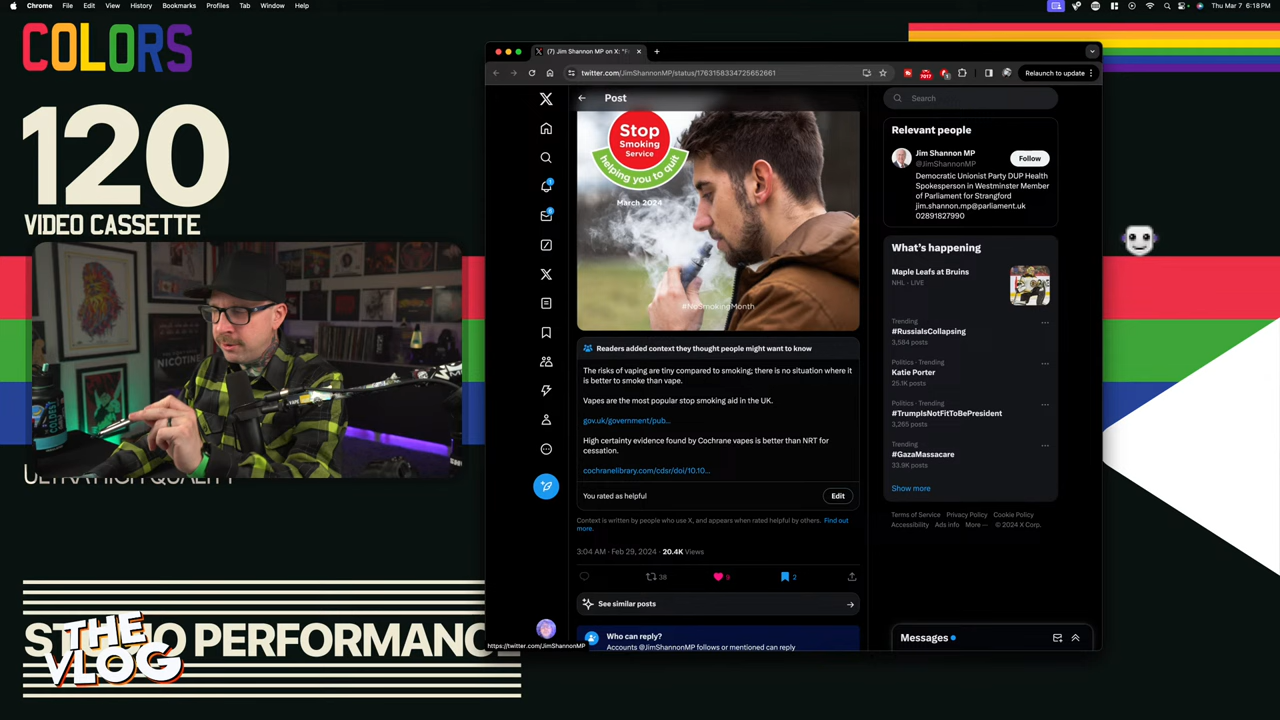 Chrome File Edit View History Bookmarks Profiles Tab Window Help
Thu Mar 7 6:18 PM
COLORS
120
VIDEO CASSETTE
NICOTINE
COLDEST
THE
VLOG
(7) Jim Shannon MP on X: "F
twitter.com/JimShannonMP/status/1763158334725652661
7017
Relaunch to update
Post
Stop
Smoking
Service
helping you to quit
March 2024
#NoSmokingMonth
Readers added context they thought people might want to know
The risks of vaping are tiny compared to smoking; there is no situation where it
is better to smoke than vape.
Vapes are the most popular stop smoking aid in the UK.
gov.uk/government/pub...
High certainty evidence found by Cochrane vapes is better than NRT for
cessation.
cochranelibrary.com/cdsr/doi/10.10...
You rated as helpful
Edit
Context is written by people who use X, and appears when rated helpful by others. Find out
more.
3:04 AM · Feb 29, 2024 · 20.4K Views
38 9 2
See similar posts
Who can reply?
Accounts @JimShannonMP follows or mentioned can reply
https://twitter.com/JimShannonMP
Search
Relevant people
Jim Shannon MP
@JimShannonMP
Follow
Democratic Unionist Party DUP Health
Spokesperson in Westminster Member
of Parliament for Strangford
jim.shannon.mp@parliament.uk
02891827990
What's happening
Maple Leafs at Bruins
NHL · LIVE
Trending
#RussiaIsCollapsing
3,584 posts
Politics · Trending
Katie Porter
25.1K posts
Politics · Trending
#TrumpIsNotFitToBePresident
3,265 posts
Trending
#GazaMassacare
33.9K posts
Show more
Terms of Service Privacy Policy Cookie Policy
Accessibility Ads info More ··· © 2024 X Corp.
Messages